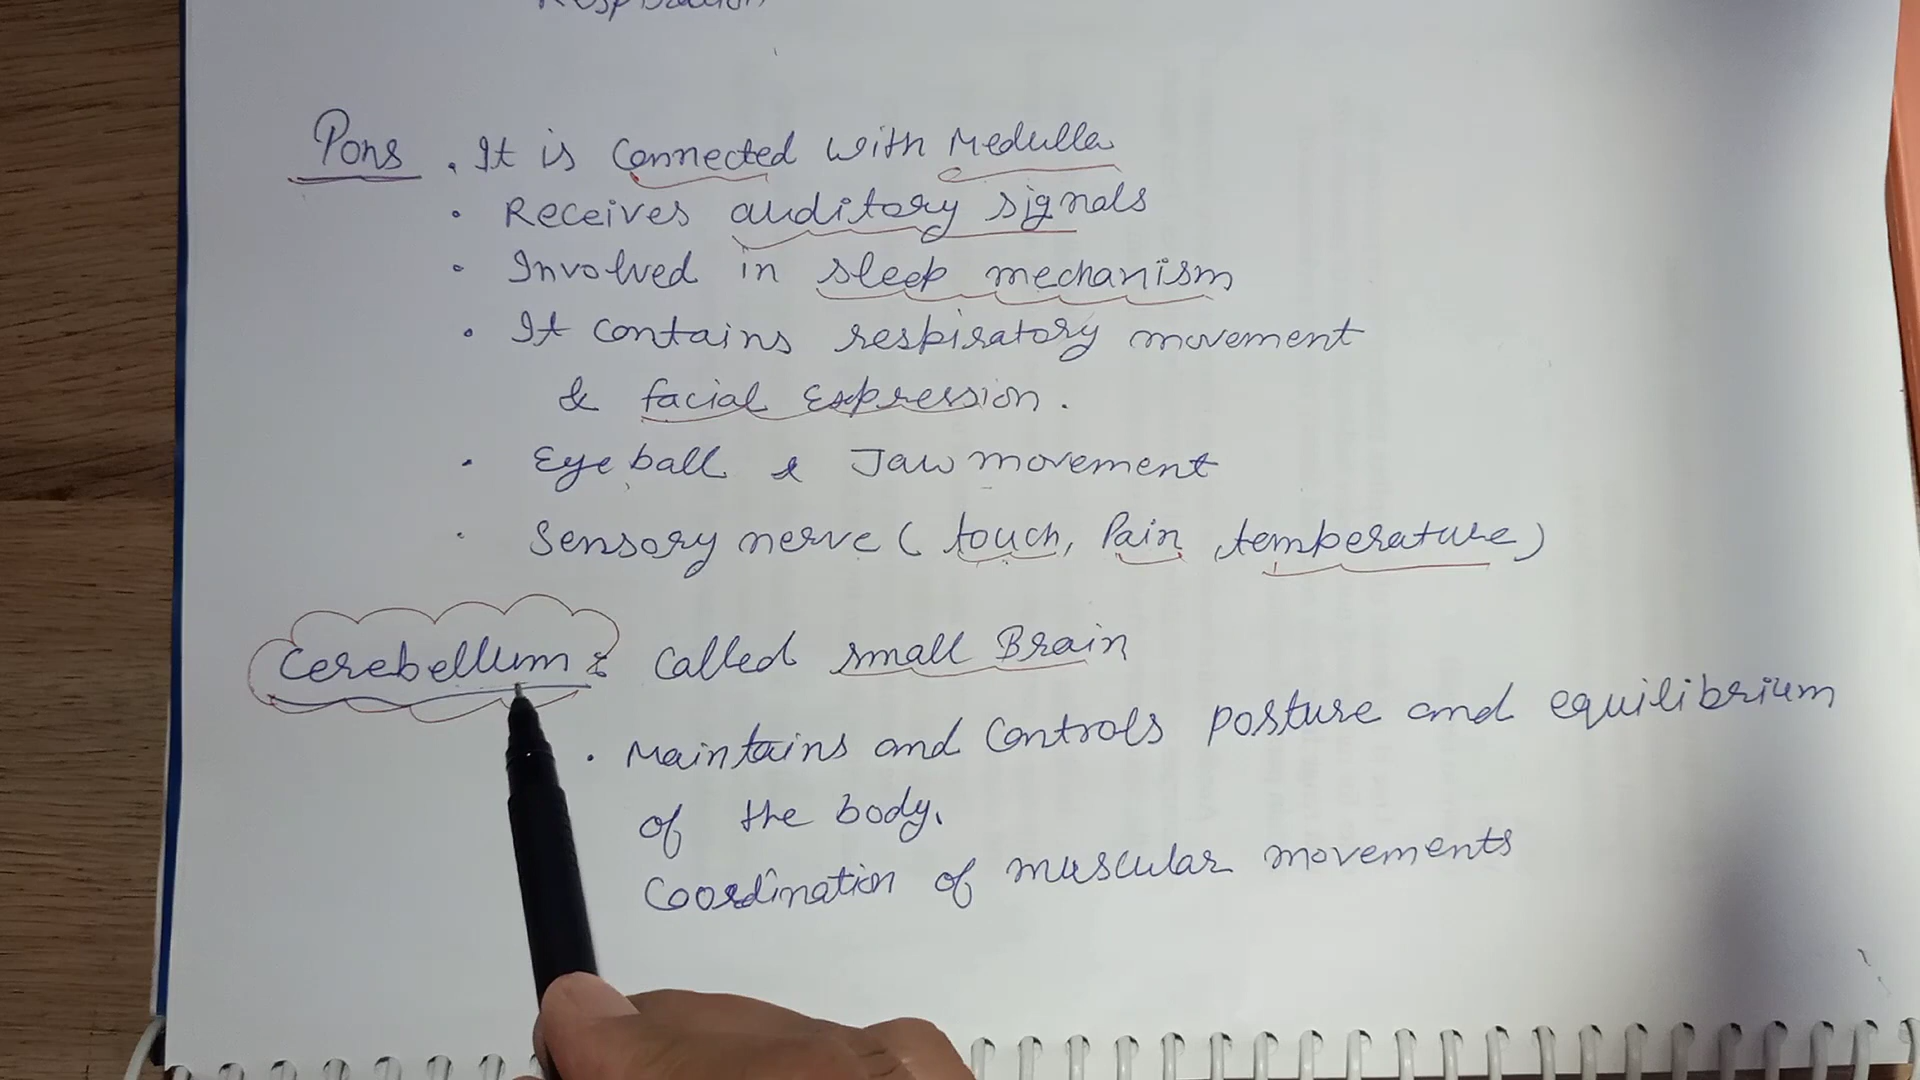 Respiration
Pons . It is Connected with Medulla
• Receives auditory signals
• Involved in sleep mechanism
• It contains respiratory movement
& facial expression.
• Eye ball & Jaw movement
• Sensory nerve ( touch, Pain, temperature)
Cerebellum : Called small Brain
• Maintains and Controls posture and equilibrium
of the body.
Coordination of muscular movements